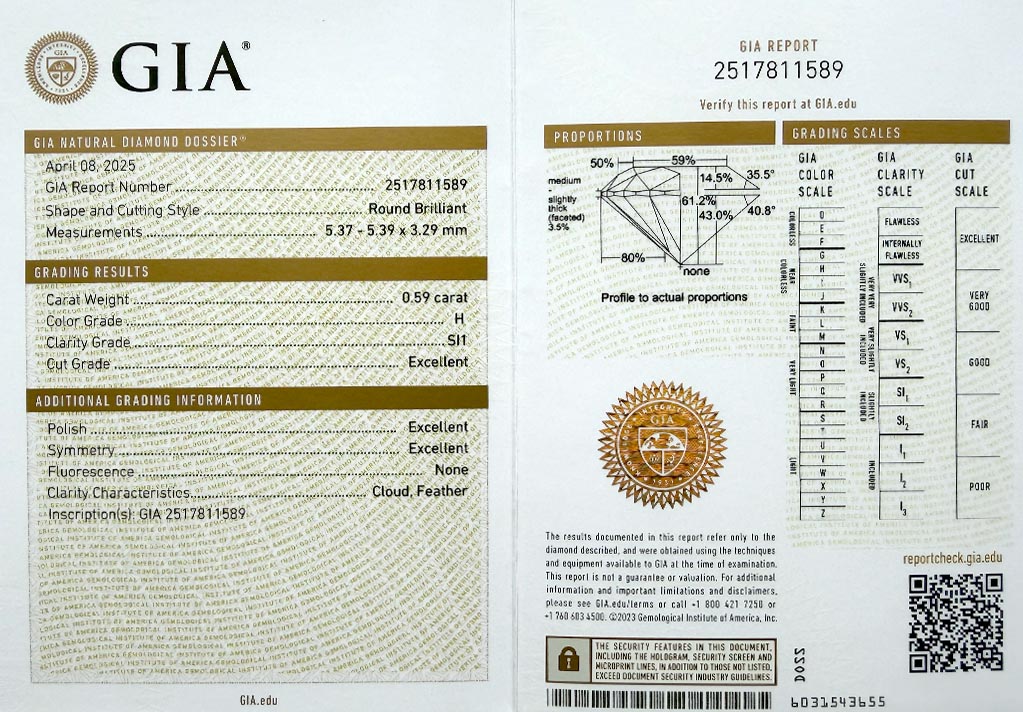 GIA®
GIA NATURAL DIAMOND DOSSIER®
April 08, 2025
GIA Report Number 2517811589
Shape and Cutting Style Round Brilliant
Measurements 5.37 - 5.39 x 3.29 mm
GRADING RESULTS
Carat Weight 0.59 carat
Color Grade H
Clarity Grade SI1
Cut Grade Excellent
ADDITIONAL GRADING INFORMATION
Polish Excellent
Symmetry Excellent
Fluorescence None
Clarity Characteristics Cloud, Feather
Inscription(s): GIA 2517811589
GIA.edu
GIA REPORT
2517811589
Verify this report at GIA.edu
PROPORTIONS
50%
59%
14.5%
35.5°
medium
-
slightly
thick
(faceted)
3.5%
61.2%
43.0%
40.8°
80%
none
Profile to actual proportions
GIA
The results documented in this report refer only to the
diamond described, and were obtained using the techniques
and equipment available to GIA at the time of examination.
This report is not a guarantee or valuation. For additional
information and important limitations and disclaimers,
please see GIA.edu/terms or call +1 800 421 7250 or
+1 760 603 4500. ©2023 Gemological Institute of America, Inc.
THE SECURITY FEATURES IN THIS DOCUMENT,
INCLUDING THE HOLOGRAM, SECURITY SCREEN AND
MICROPRINT LINES, IN ADDITION TO THOSE NOT LISTED,
EXCEED DOCUMENT SECURITY INDUSTRY GUIDELINES.
GRADING SCALES
GIA
COLOR
SCALE
COLORLESS
D
E
F
NEAR
COLORLESS
G
H
I
J
FAINT
K
L
M
VERY LIGHT
N
O
P
Q
R
LIGHT
S
T
U
V
W
X
Y
Z
GIA
CLARITY
SCALE
FLAWLESS
INTERNALLY
FLAWLESS
VERY VERY
SLIGHTLY INCLUDED
VVS1
VVS2
VERY SLIGHTLY
INCLUDED
VS1
VS2
SLIGHTLY
INCLUDED
SI1
SI2
INCLUDED
I1
I2
I3
GIA
CUT
SCALE
EXCELLENT
VERY
GOOD
GOOD
FAIR
POOR
reportcheck.gia.edu
6031543655